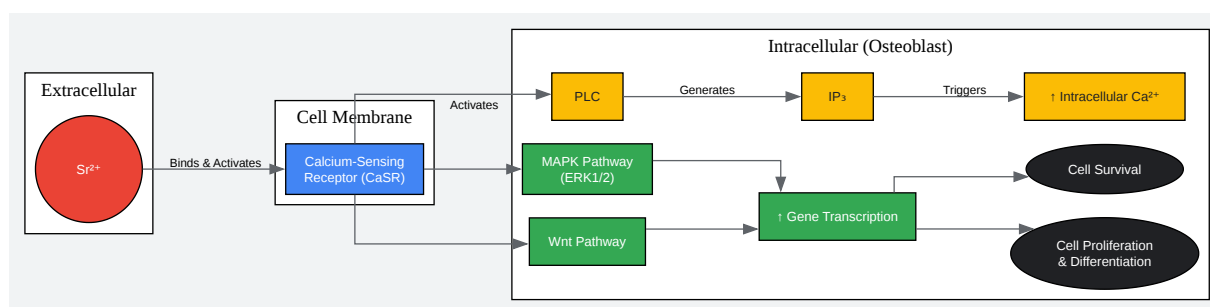 Intracellular (Osteoblast)
Extracellular
Cell Membrane
Sr²⁺
Binds & Activates
Calcium-Sensing
Receptor (CaSR)
Activates
PLC
Generates
IP₃
Triggers
↑ Intracellular Ca²⁺
MAPK Pathway
(ERK1/2)
Wnt Pathway
↑ Gene Transcription
Cell Survival
Cell Proliferation
& Differentiation